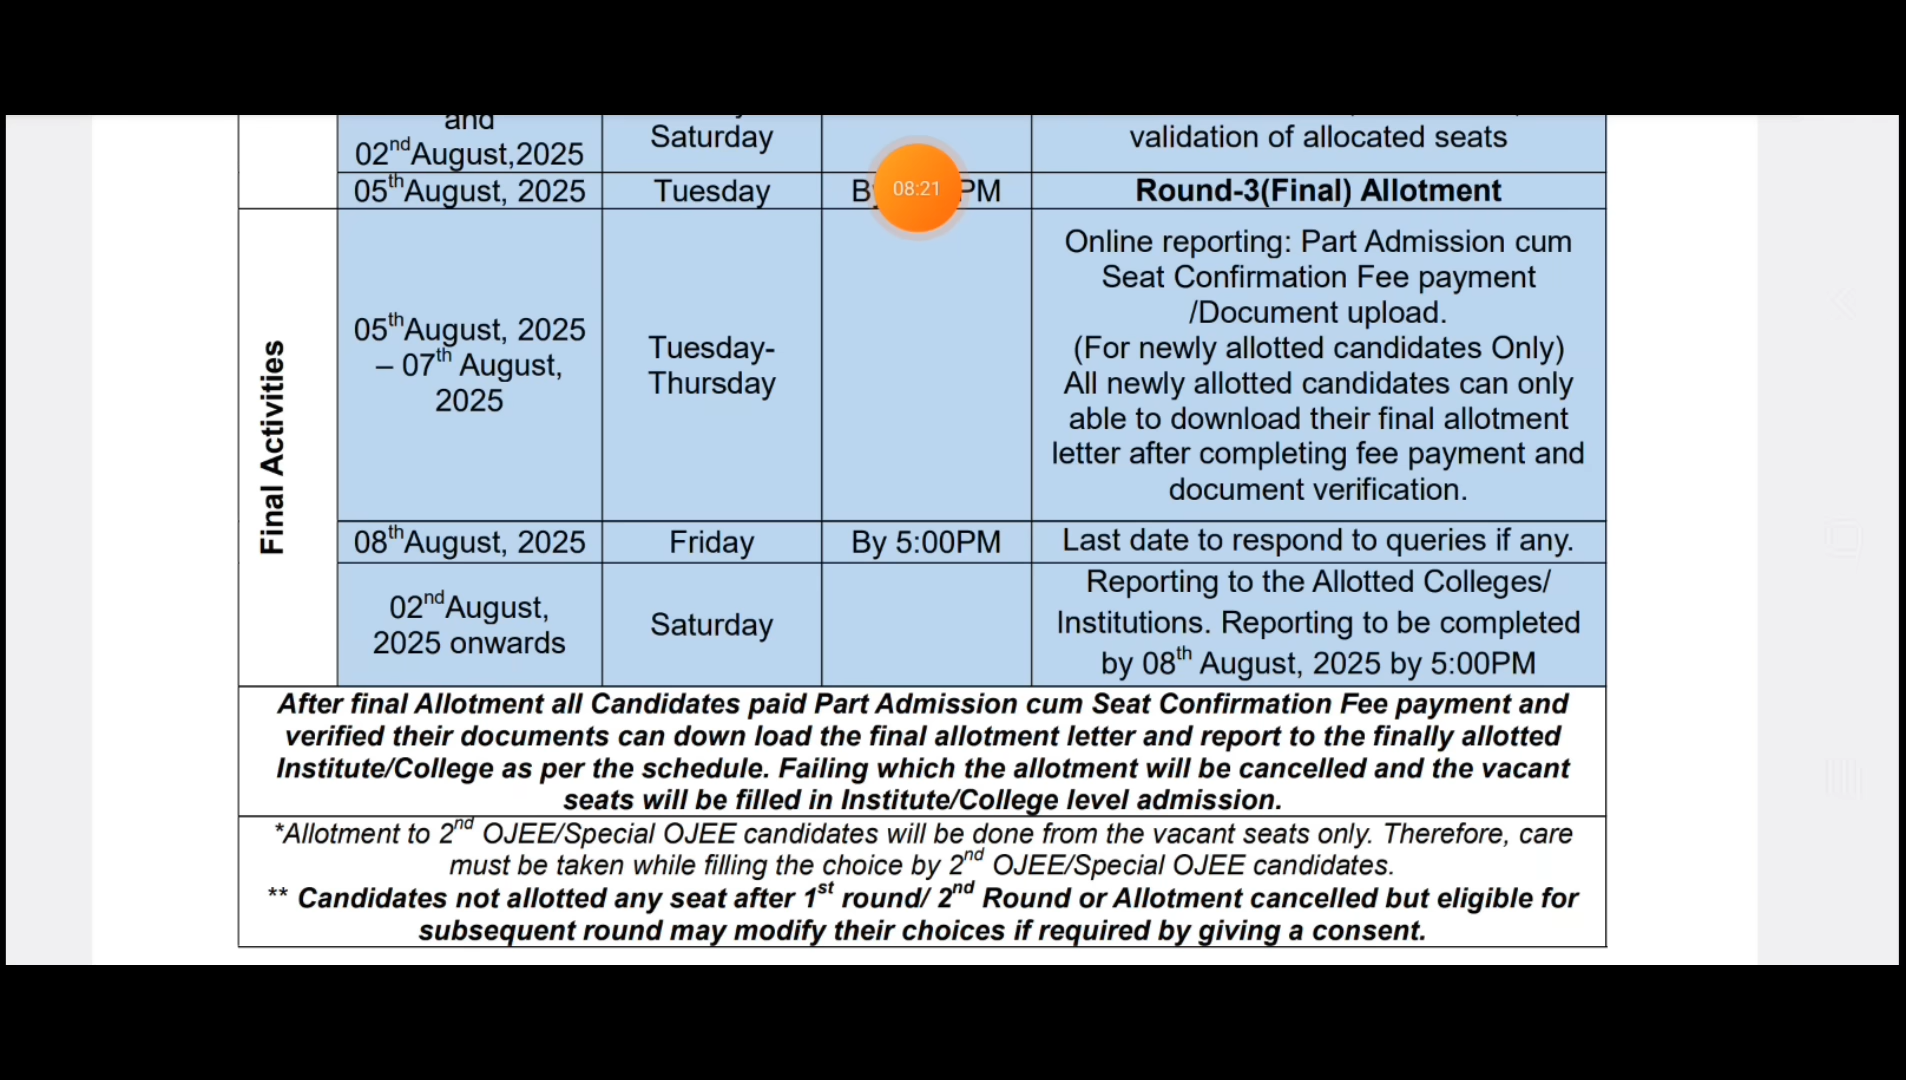 and
02ndAugust,2025
Saturday
validation of allocated seats
05thAugust, 2025
Tuesday
PM
08:21
Round-3(Final) Allotment
Final Activities
05thAugust, 2025
– 07th August,
2025
Tuesday-
Thursday
Online reporting: Part Admission cum
Seat Confirmation Fee payment
/Document upload.
(For newly allotted candidates Only)
All newly allotted candidates can only
able to download their final allotment
letter after completing fee payment and
document verification.
08thAugust, 2025
Friday
By 5:00PM
Last date to respond to queries if any.
02ndAugust,
2025 onwards
Saturday
Reporting to the Allotted Colleges/
Institutions. Reporting to be completed
by 08th August, 2025 by 5:00PM
After final Allotment all Candidates paid Part Admission cum Seat Confirmation Fee payment and
verified their documents can down load the final allotment letter and report to the finally allotted
Institute/College as per the schedule. Failing which the allotment will be cancelled and the vacant
seats will be filled in Institute/College level admission.
*Allotment to 2nd OJEE/Special OJEE candidates will be done from the vacant seats only. Therefore, care
must be taken while filling the choice by 2nd OJEE/Special OJEE candidates.
** Candidates not allotted any seat after 1st round/ 2nd Round or Allotment cancelled but eligible for
subsequent round may modify their choices if required by giving a consent.